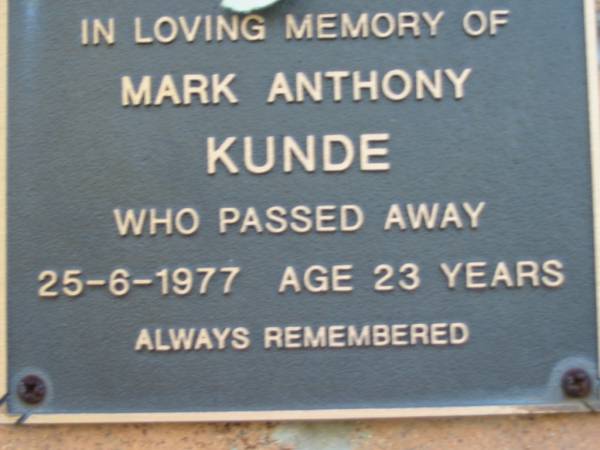 IN LOVING MEMORY OF
MARK ANTHONY
KUNDE
WHO PASSED AWAY
25-6-1977 AGE 23 YEARS
ALWAYS REMEMBERED